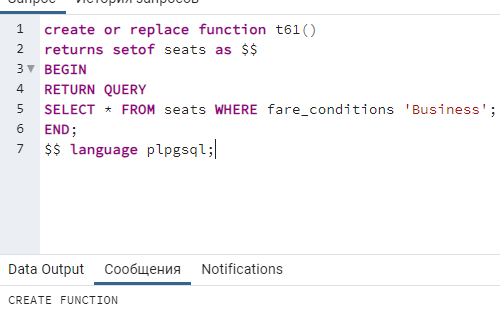 Запрос История запросов
1 create or replace function t61()
2 returns setof seats as $$
3 BEGIN
4 RETURN QUERY
5 SELECT * FROM seats WHERE fare_conditions 'Business';
6 END;
7 $$ language plpgsql;
Data Output Сообщения Notifications
CREATE FUNCTION